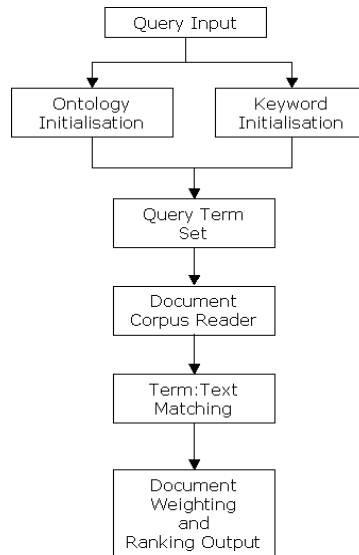 Query Input
Ontology
Initialisation
Keyword
Initialisation
Query Term
Set
Document
Corpus Reader
Term:Text
Matching
Document
Weighting
and
Ranking Output